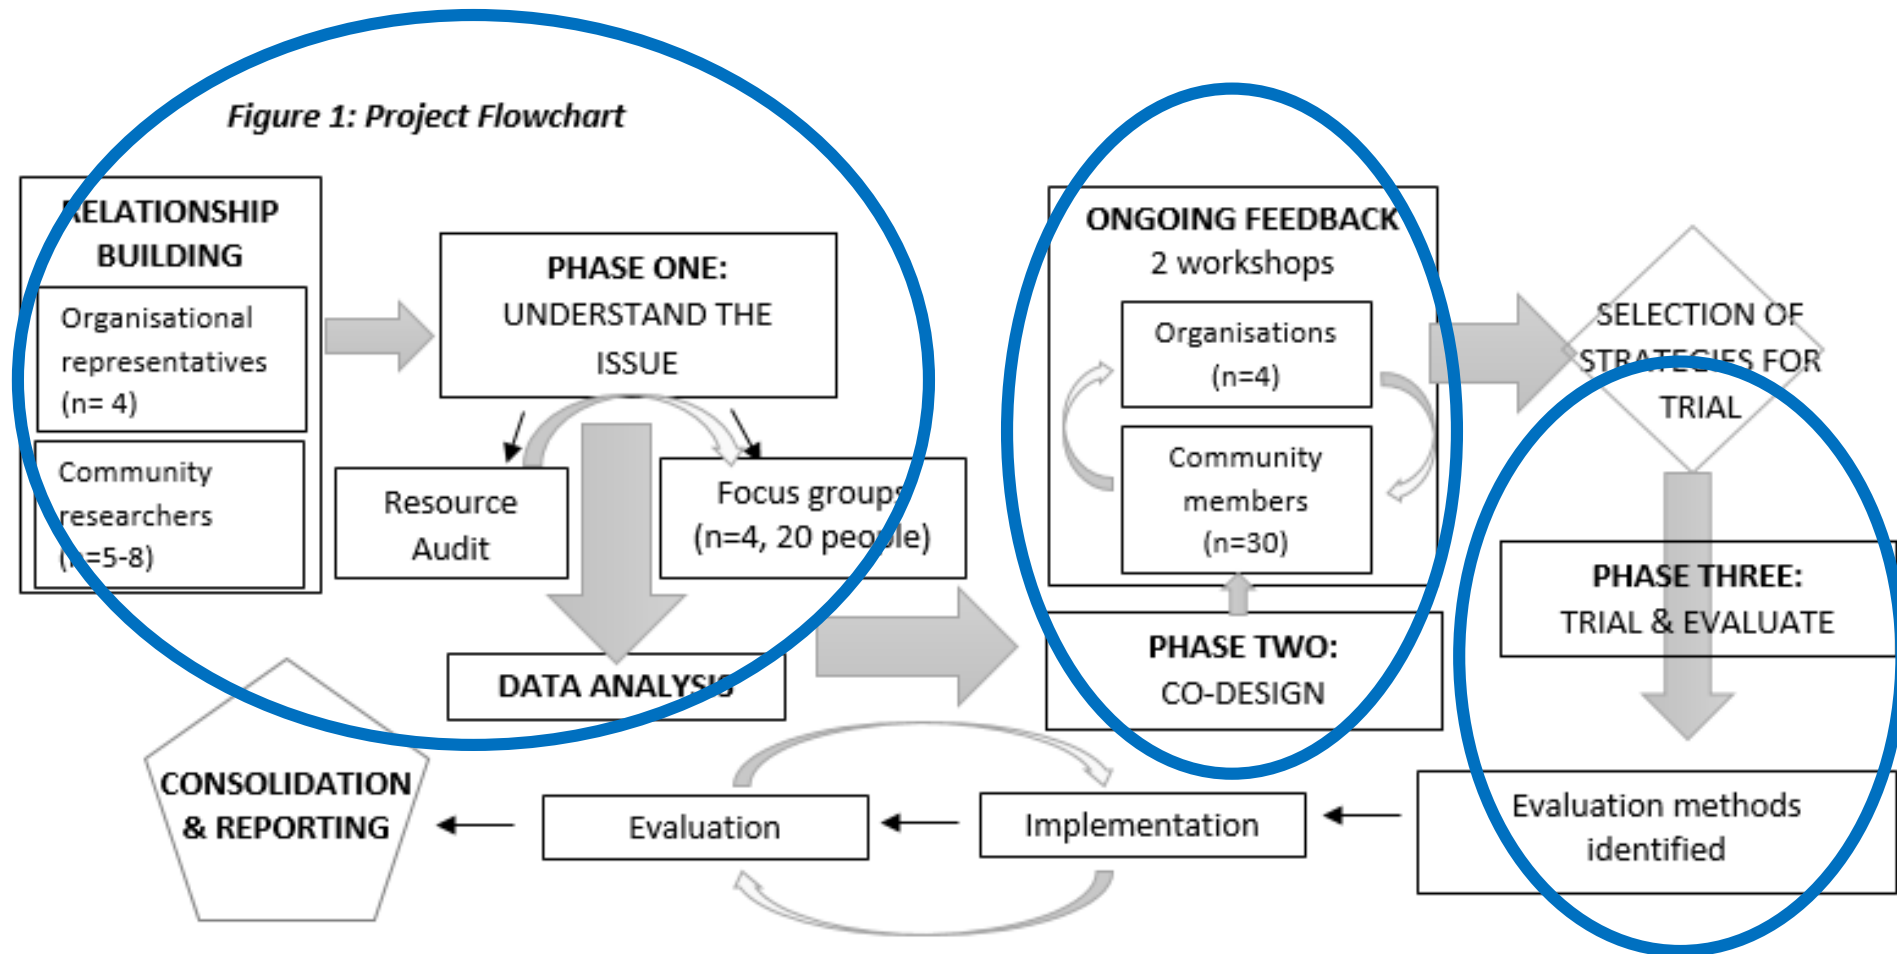 Figure 1: Project Flowchart
RELATIONSHIP
BUILDING
Organisational
representatives
(n= 4)
Community
researchers
(n=5-8)
PHASE ONE:
UNDERSTAND THE
ISSUE
Resource
Audit
Focus groups
(n=4, 20 people)
DATA ANALYSIS
ONGOING FEEDBACK
2 workshops
Organisations
(n=4)
Community
members
(n=30)
PHASE TWO:
CO-DESIGN
SELECTION OF
STRATEGIES FOR
TRIAL
PHASE THREE:
TRIAL & EVALUATE
Evaluation methods
identified
Implementation
Evaluation
CONSOLIDATION
& REPORTING